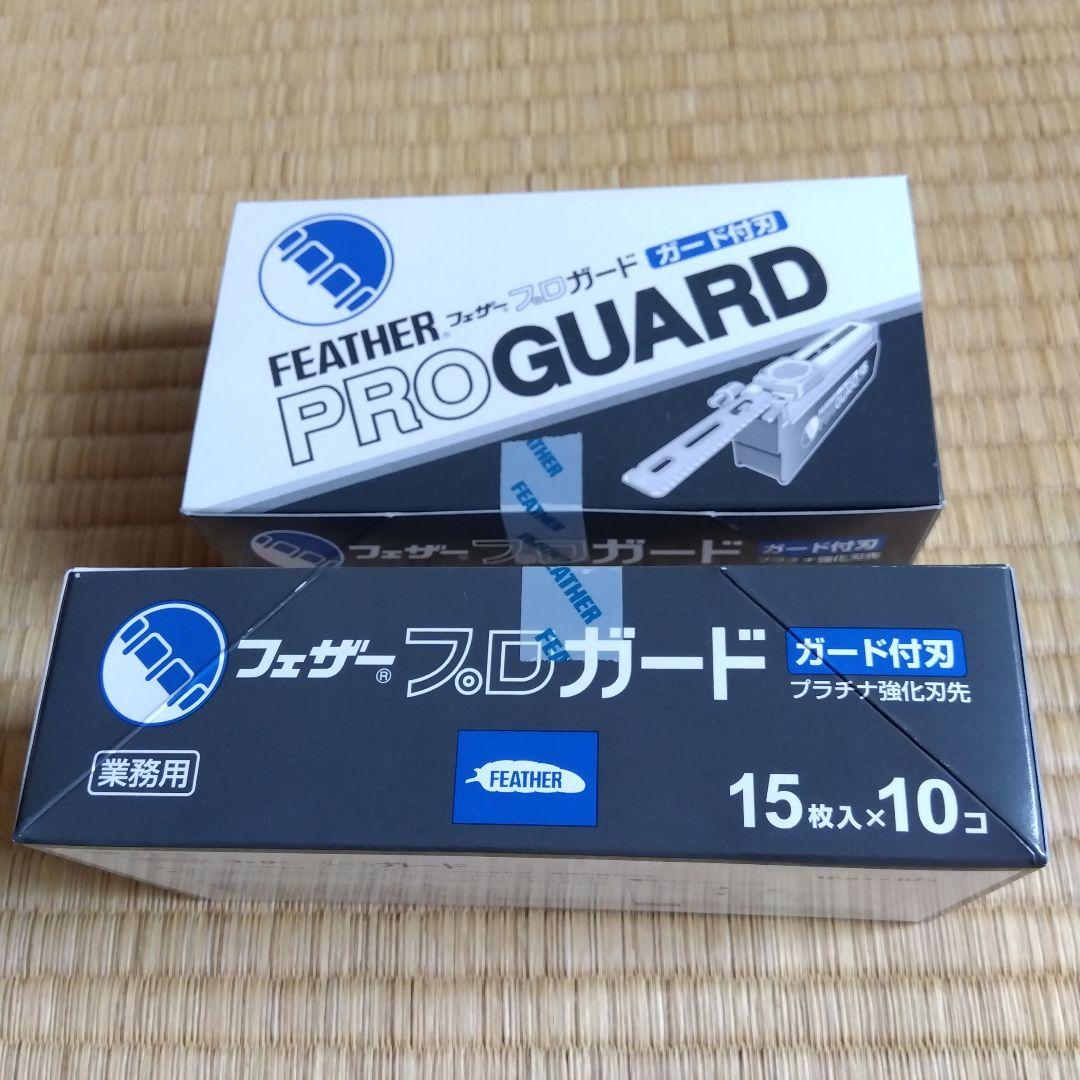 FEATHER® フェザー® プロガード ガード付刃
PROGUARD
GUARD
FEATHER
フェザー プロガード ガード付刃
プラチナ強化刃先
FEATHER
フェザー® プロガード ガード付刃
プラチナ強化刃先
業務用
FEATHER
15枚入×10コ